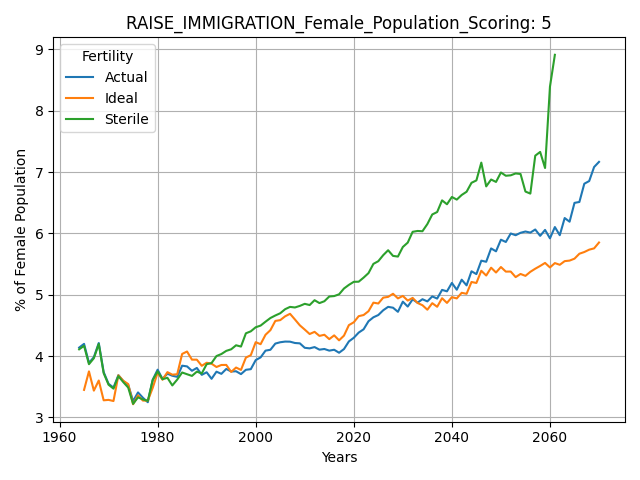 RAISE_IMMIGRATION_Female_Population_Scoring: 5
Fertility
Actual
Ideal
Sterile
% of Female Population
9
8
7
6
5
4
3
1960
1980
2000
2020
2040
2060
Years